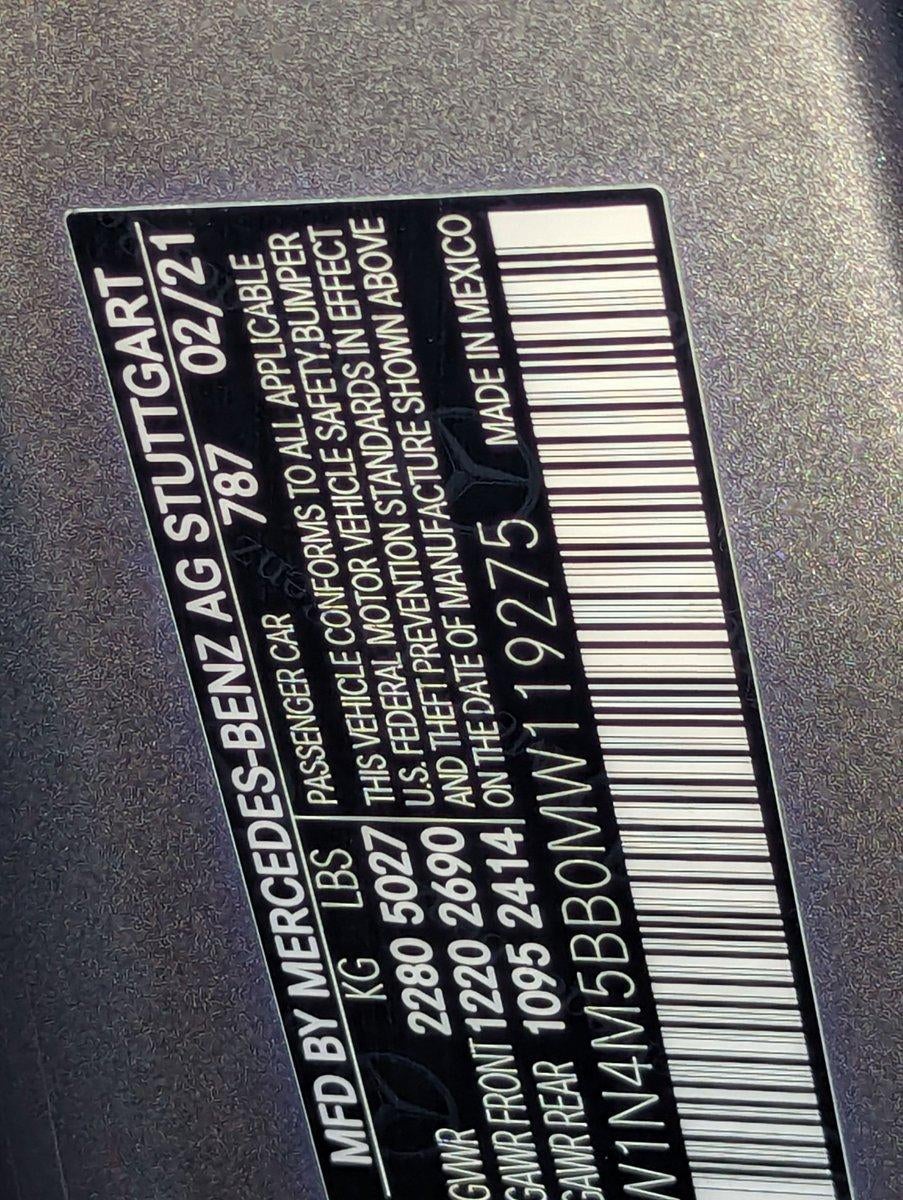 MFD BY MERCEDES-BENZ AG STUTTGART
787 02/21
KG LBS
GVWR 2280 5027
GAWR FRONT 1220 2690
GAWR REAR 1095 2414
PASSENGER CAR
THIS VEHICLE CONFORMS TO ALL APPLICABLE
U.S. FEDERAL MOTOR VEHICLE SAFETY,BUMPER
AND THEFT PREVENTION STANDARDS IN EFFECT
ON THE DATE OF MANUFACTURE SHOWN ABOVE
W1N4M5BB0MW119275
MADE IN MEXICO